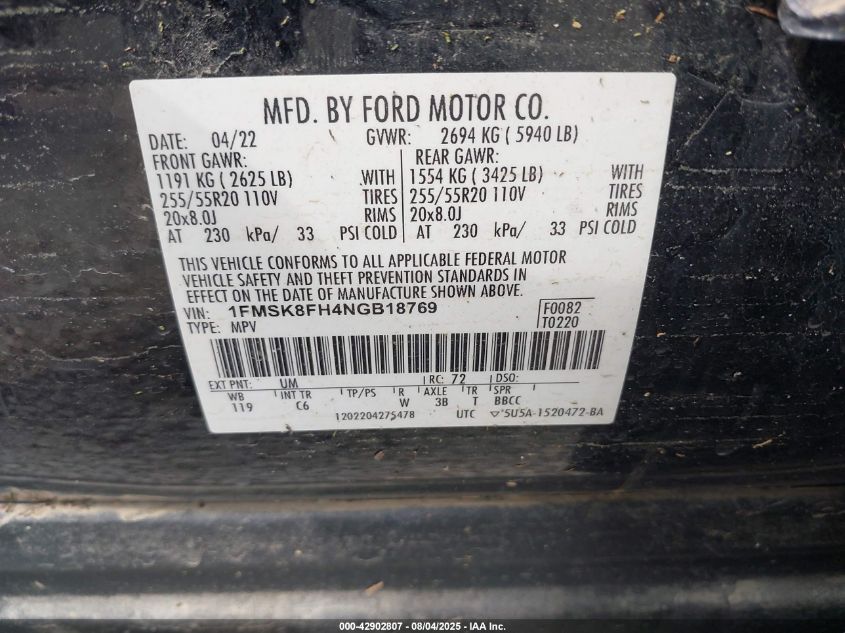 MFD. BY FORD MOTOR CO.
DATE: 04/22 GVWR: 2694 KG ( 5940 LB)
FRONT GAWR: REAR GAWR:
1191 KG ( 2625 LB) WITH 1554 KG ( 3425 LB) WITH
255/55R20 110V TIRES 255/55R20 110V TIRES
20x8.0J RIMS 20x8.0J RIMS
AT 230 kPa/ 33 PSI COLD AT 230 kPa/ 33 PSI COLD
THIS VEHICLE CONFORMS TO ALL APPLICABLE FEDERAL MOTOR
VEHICLE SAFETY AND THEFT PREVENTION STANDARDS IN
EFFECT ON THE DATE OF MANUFACTURE SHOWN ABOVE.
VIN: 1FMSK8FH4NGB18769 F0082
TYPE: MPV T0220
EXT PNT: UM RC: 72 DSO:
WB INT TR TP/PS R AXLE TR SPR
119 C6 W 3B T BBCC
1202204275478 UTC ▽5U5A-1520472-BA
000-42902807 - 08/04/2025 - IAA Inc.